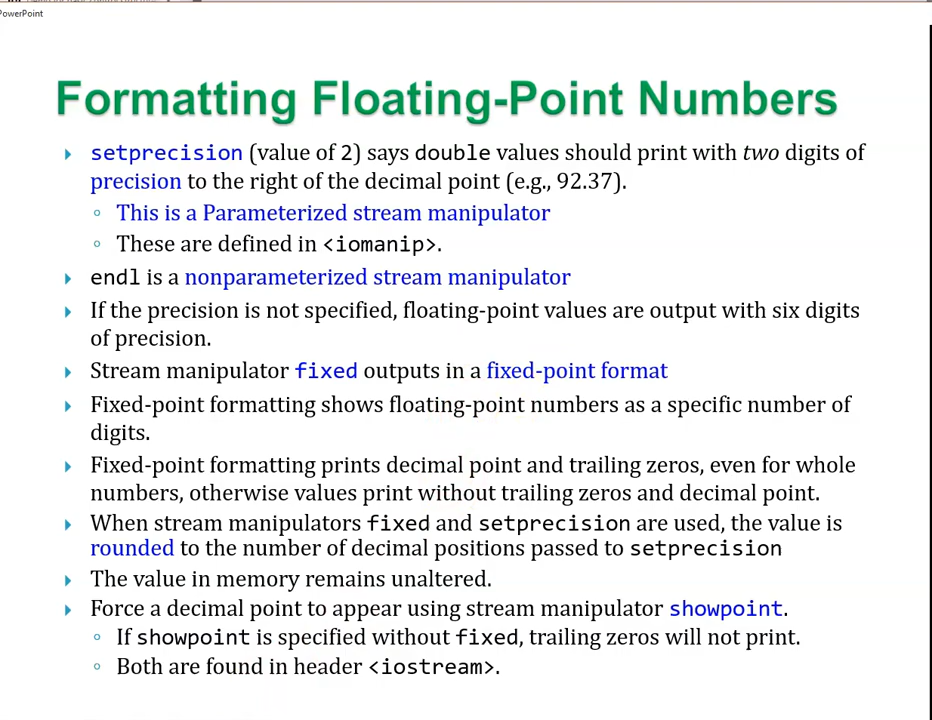 PowerPoint
Formatting Floating-Point Numbers
setprecision (value of 2) says double values should print with two digits of
precision to the right of the decimal point (e.g., 92.37).
This is a Parameterized stream manipulator
These are defined in <iomanip>.
endl is a nonparameterized stream manipulator
If the precision is not specified, floating-point values are output with six digits
of precision.
Stream manipulator fixed outputs in a fixed-point format
Fixed-point formatting shows floating-point numbers as a specific number of
digits.
Fixed-point formatting prints decimal point and trailing zeros, even for whole
numbers, otherwise values print without trailing zeros and decimal point.
When stream manipulators fixed and setprecision are used, the value is
rounded to the number of decimal positions passed to setprecision
The value in memory remains unaltered.
Force a decimal point to appear using stream manipulator showpoint.
If showpoint is specified without fixed, trailing zeros will not print.
Both are found in header <iostream>.